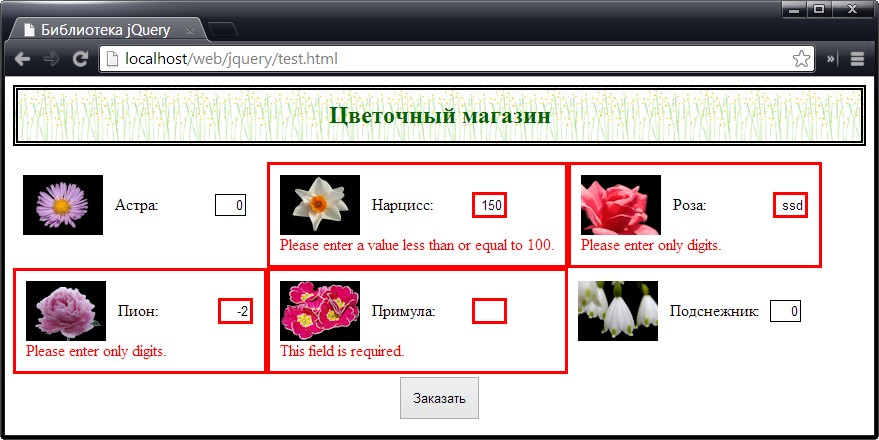 Библиотека jQuery
localhost/web/jquery/test.html
Цветочный магазин
Астра: 0
Нарцисс: 150
Please enter a value less than or equal to 100.
Роза: ssd
Please enter only digits.
Пион: -2
Please enter only digits.
Примула:
This field is required.
Подснежник: 0
Заказать